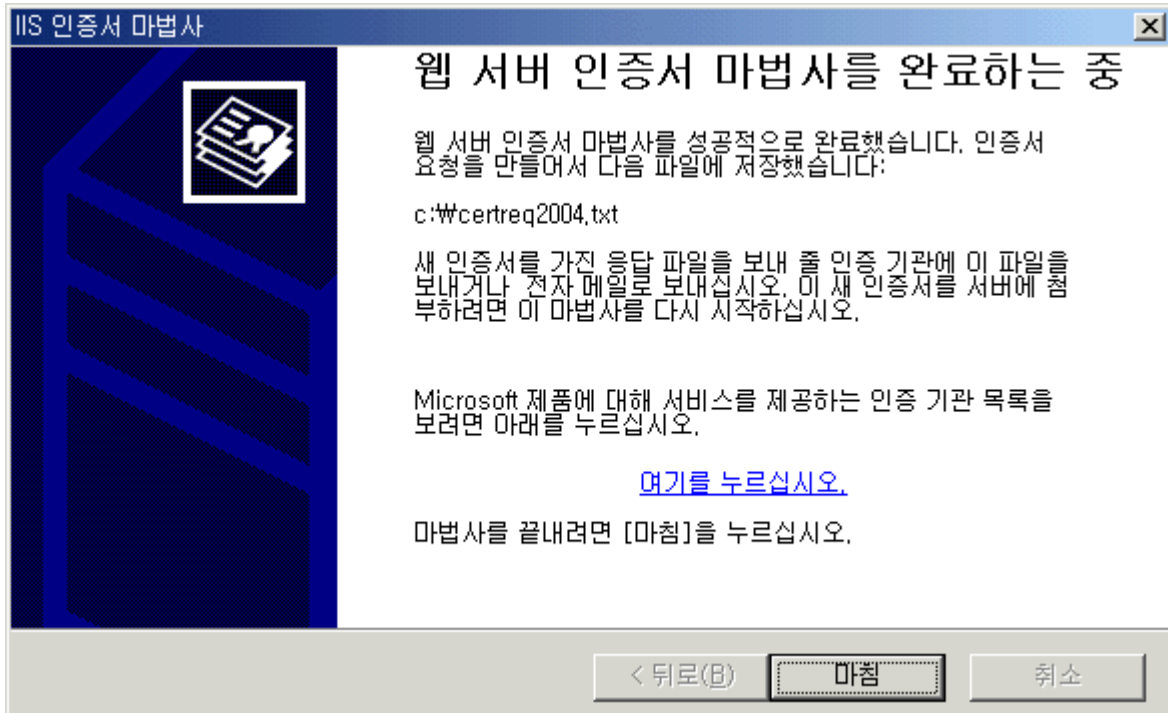 IIS 인증서 마법사
웹 서버 인증서 마법사를 완료하는 중
웹 서버 인증서 마법사를 성공적으로 완료했습니다. 인증서
요청을 만들어서 다음 파일에 저장했습니다:
c:₩certreq2004.txt
새 인증서를 가진 응답 파일을 보내 줄 인증 기관에 이 파일을
보내거나 전자 메일로 보내십시오. 이 새 인증서를 서버에 첨
부하려면 이 마법사를 다시 시작하십시오.
Microsoft 제품에 대해 서비스를 제공하는 인증 기관 목록을
보려면 아래를 누르십시오.
여기를 누르십시오.
마법사를 끝내려면 [마침]을 누르십시오.
< 뒤로(B) 마침 취소